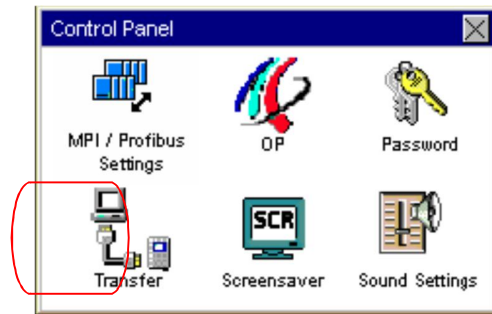 Control Panel
MPI / Profibus
Settings
OP
Password
SCR
Transfer
Screensaver
Sound Settings